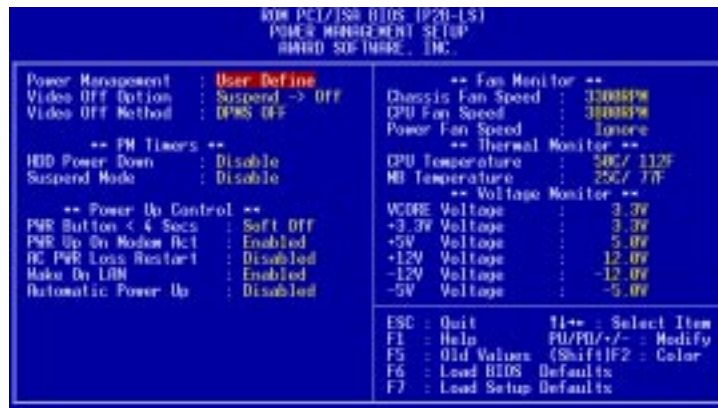 ROM PCI/ISA BIOS (P2B-LS)
POWER MANAGEMENT SETUP
AWARD SOFTWARE, INC.
Power Management : User Define
Video Off Option : Suspend -> Off
Video Off Method : DPMS OFF
** PM Timers **
HDD Power Down : Disable
Suspend Mode : Disable
** Power Up Control **
PWR Button < 4 Secs : Soft Off
PWR Up On Modem Act : Enabled
AC PWR Loss Restart : Disabled
Wake On LAN : Enabled
Automatic Power Up : Disabled
** Fan Monitor **
Chassis Fan Speed : 3300RPM
CPU Fan Speed : 3800RPM
Power Fan Speed : Ignore
** Thermal Monitor **
CPU Temperature : 50C/ 112F
MB Temperature : 25C/ 77F
** Voltage Monitor **
VCORE Voltage : 3.3V
+3.3V Voltage : 3.3V
+5V Voltage : 5.0V
+12V Voltage : 12.0V
-12V Voltage : -12.0V
-5V Voltage : -5.0V
ESC : Quit ↑↓→← : Select Item
F1 : Help PU/PD/+/- : Modify
F5 : Old Values (Shift)F2 : Color
F6 : Load BIOS Defaults
F7 : Load Setup Defaults